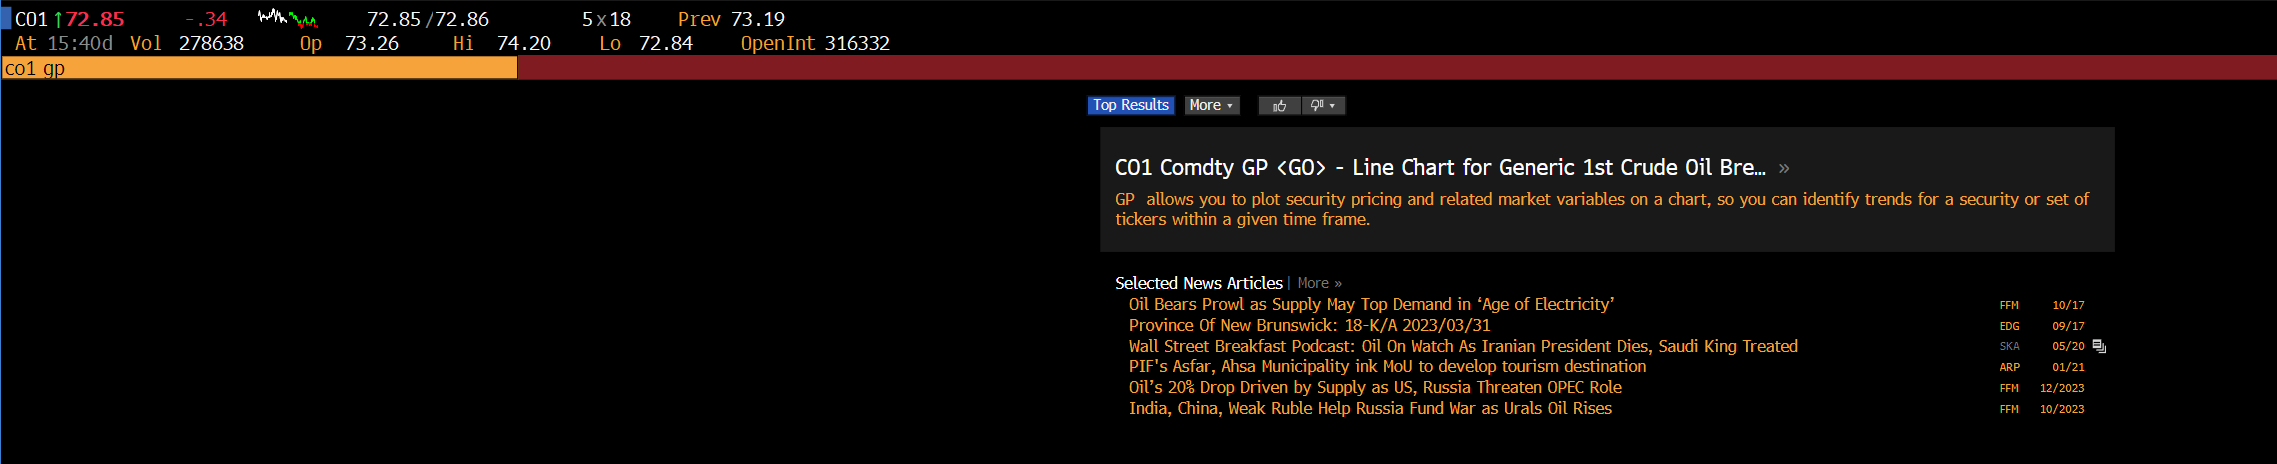 CO1 ↑72.85 -.34 72.85/72.86 5x18 Prev 73.19
At 15:40d Vol 278638 Op 73.26 Hi 74.20 Lo 72.84 OpenInt 316332
co1 gp
Top Results More
CO1 Comdty GP <GO> - Line Chart for Generic 1st Crude Oil Bre… »
GP allows you to plot security pricing and related market variables on a chart, so you can identify trends for a security or set of
tickers within a given time frame.
Selected News Articles | More »
Oil Bears Prowl as Supply May Top Demand in ‘Age of Electricity’ FFM 10/17
Province Of New Brunswick: 18-K/A 2023/03/31 EDG 09/17
Wall Street Breakfast Podcast: Oil On Watch As Iranian President Dies, Saudi King Treated SKA 05/20
PIF's Asfar, Ahsa Municipality ink MoU to develop tourism destination ARP 01/21
Oil’s 20% Drop Driven by Supply as US, Russia Threaten OPEC Role FFM 12/2023
India, China, Weak Ruble Help Russia Fund War as Urals Oil Rises FFM 10/2023